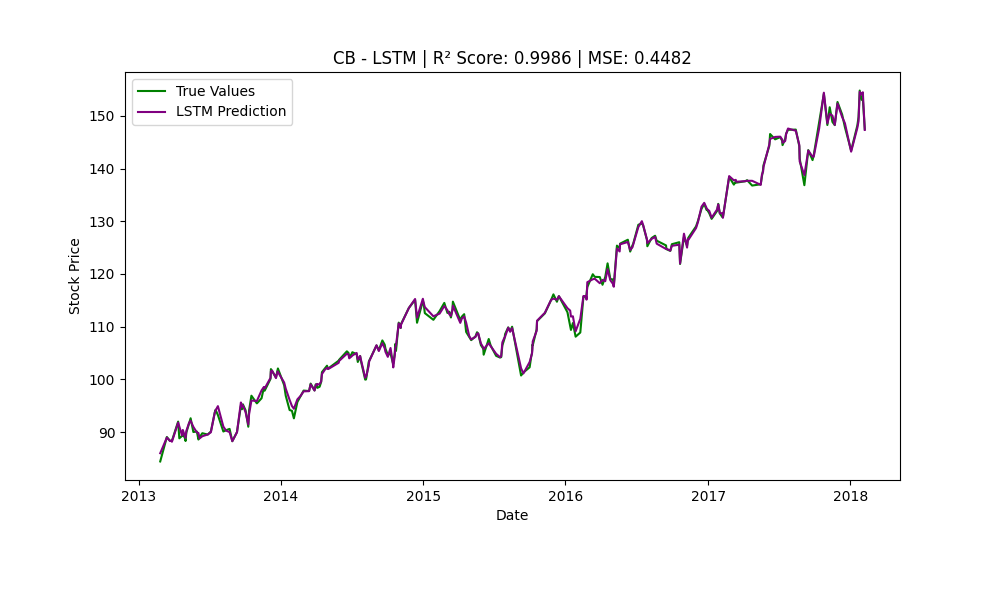 CB - LSTM | R² Score: 0.9986 | MSE: 0.4482
True Values
LSTM Prediction
Stock Price
150
140
130
120
110
100
90
2013 2014 2015 2016 2017 2018
Date